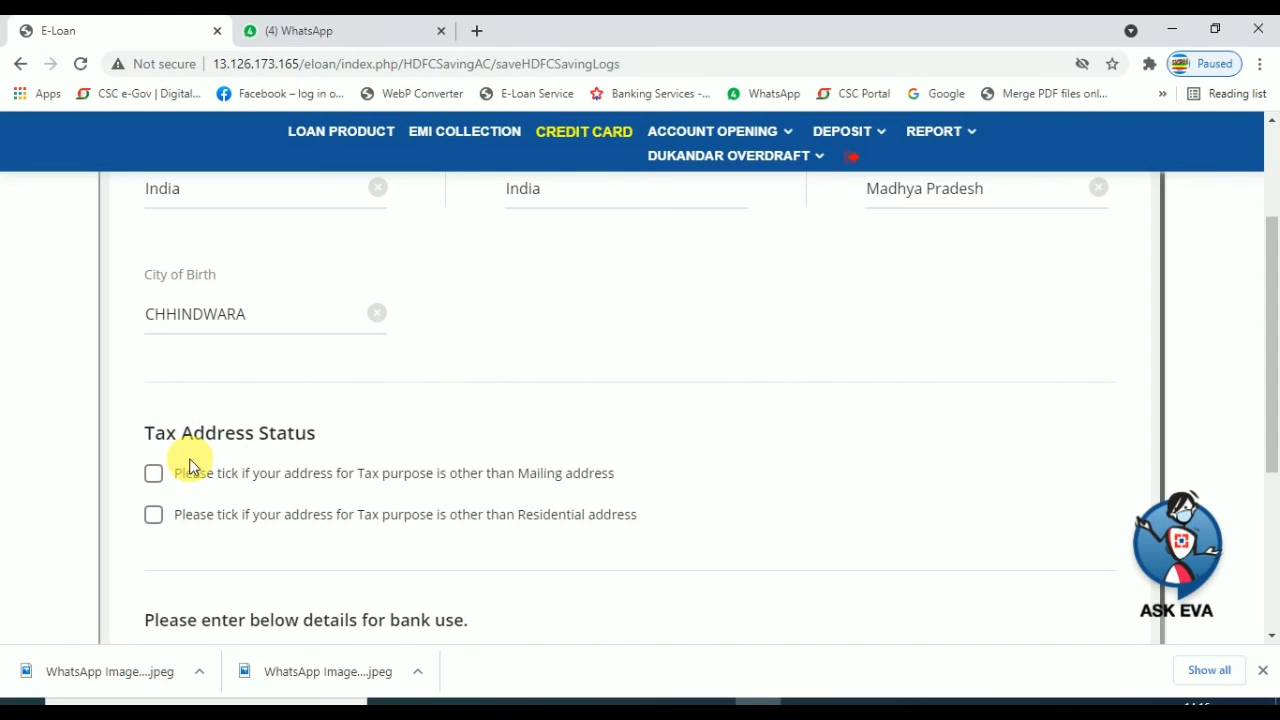 E-Loan
(4) WhatsApp
Not secure 13.126.173.165/eloan/index.php/HDFCSavingAC/saveHDFCSavingLogs Paused
Apps CSC e-Gov | Digital... Facebook – log in o... WebP Converter E-Loan Service Banking Services -... WhatsApp CSC Portal Google Merge PDF files onl... » Reading list
LOAN PRODUCT EMI COLLECTION CREDIT CARD ACCOUNT OPENING DEPOSIT REPORT
DUKANDAR OVERDRAFT
India India Madhya Pradesh
City of Birth
CHHINDWARA
Tax Address Status
Please tick if your address for Tax purpose is other than Mailing address
Please tick if your address for Tax purpose is other than Residential address
ASK EVA
Please enter below details for bank use.
WhatsApp Image....jpeg WhatsApp Image....jpeg Show all